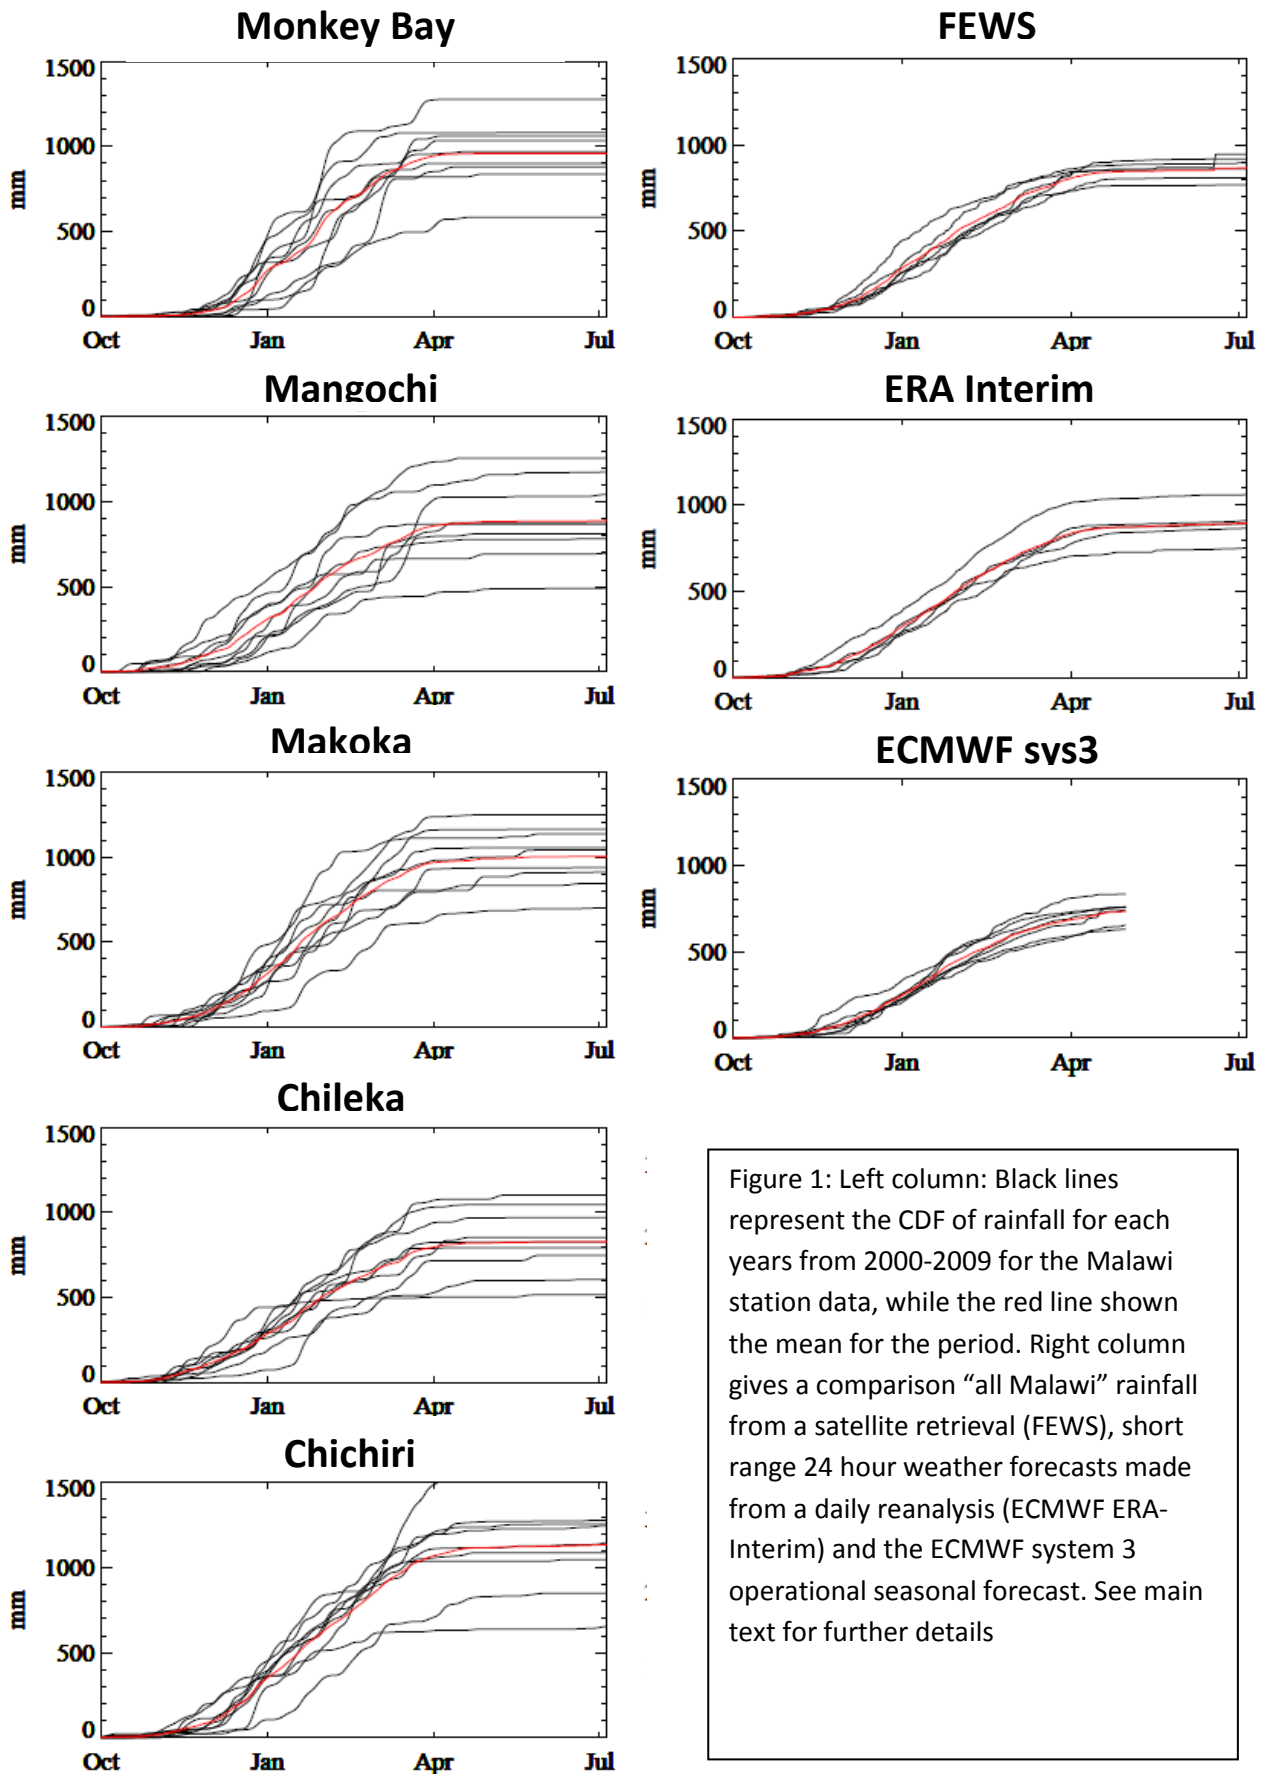 Monkey Bay
1500
1000
500
0
mm
Oct Jan Apr Jul
Mangochi
1500
1000
500
0
mm
Oct Jan Apr Jul
Makoka
1500
1000
500
0
mm
Oct Jan Apr Jul
Chileka
1500
1000
500
0
mm
Oct Jan Apr Jul
Chichiri
1500
1000
500
0
mm
Oct Jan Apr Jul
FEWS
1500
1000
500
0
mm
Oct Jan Apr Jul
ERA Interim
1500
1000
500
0
mm
Oct Jan Apr Jul
ECMWF sys3
1500
1000
500
0
mm
Oct Jan Apr Jul
Figure 1: Left column: Black lines
represent the CDF of rainfall for each
years from 2000-2009 for the Malawi
station data, while the red line shown
the mean for the period. Right column
gives a comparison “all Malawi” rainfall
from a satellite retrieval (FEWS), short
range 24 hour weather forecasts made
from a daily reanalysis (ECMWF ERA-
Interim) and the ECMWF system 3
operational seasonal forecast. See main
text for further details